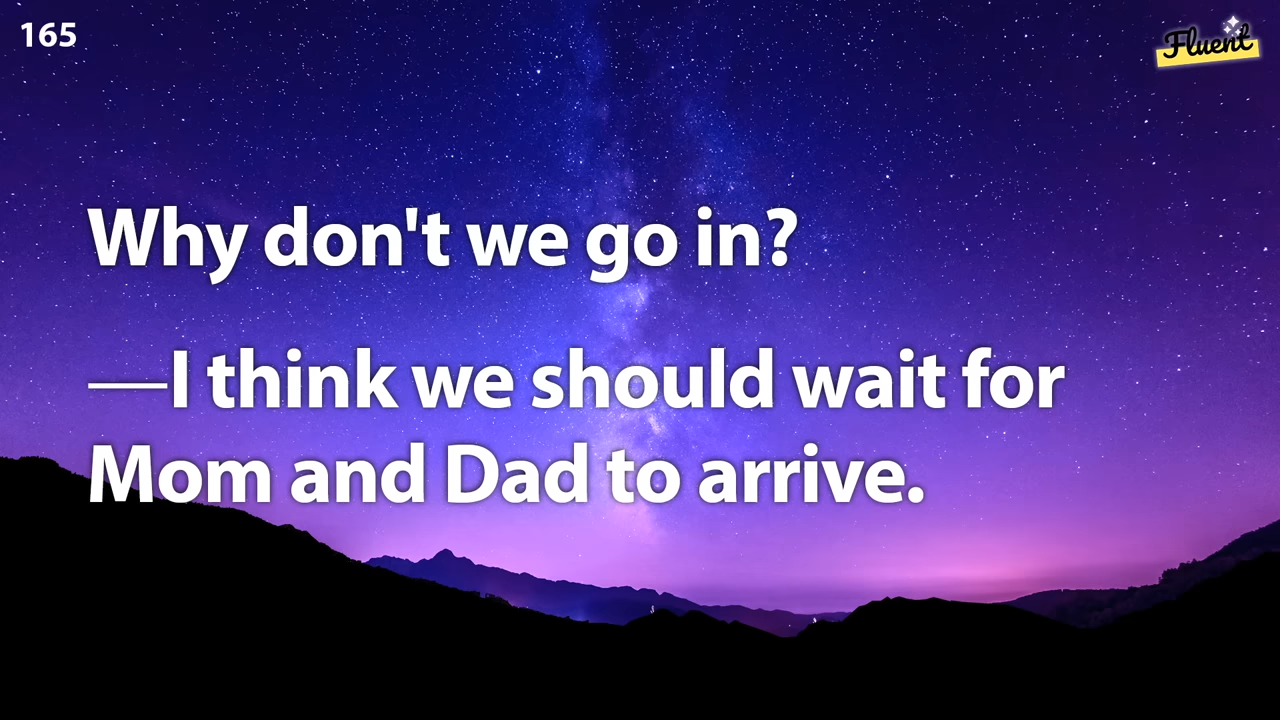 165
Fluent
Why don't we go in?
—I think we should wait for
Mom and Dad to arrive.